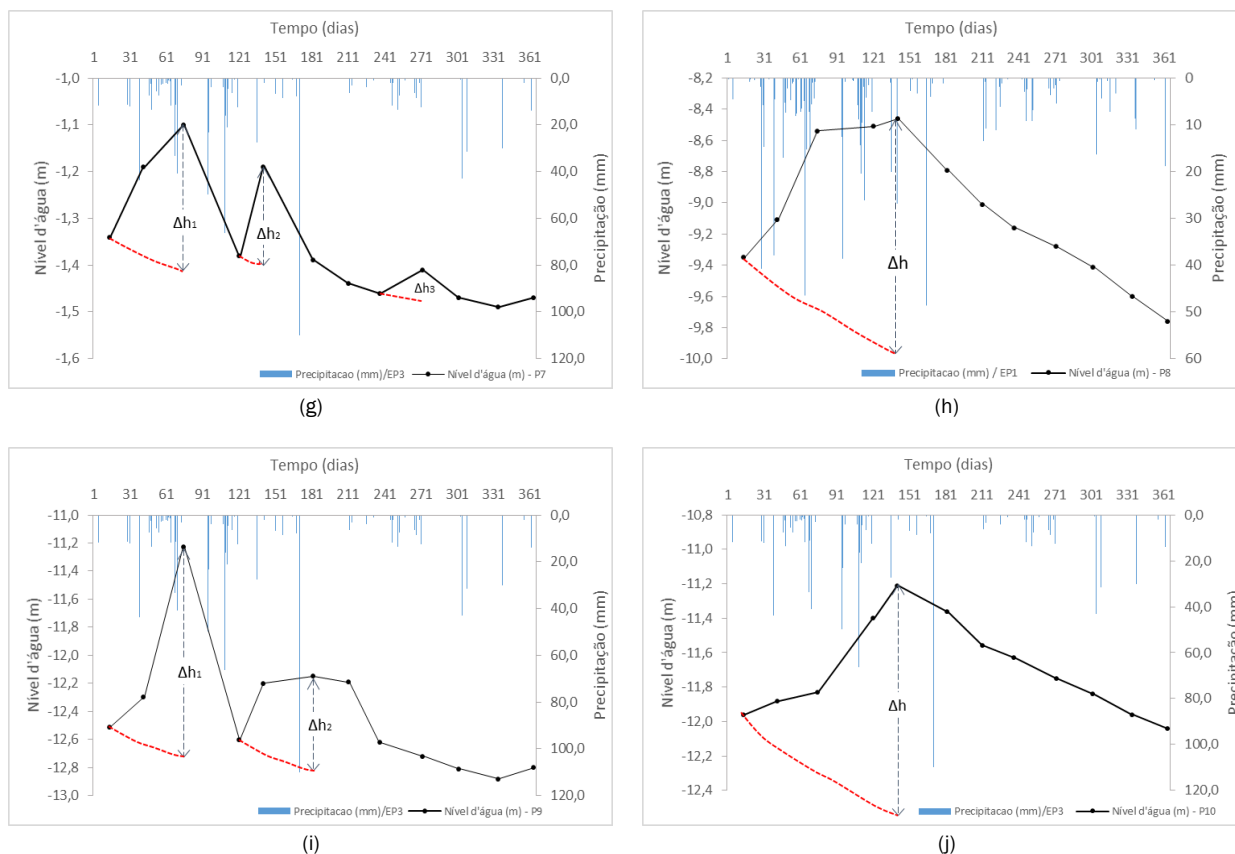 Tempo (dias)
1 31 61 91 121 151 181 211 241 271 301 331 361
-1,0
-1,1
-1,2
-1,3
-1,4
-1,5
-1,6
Nível d'água (m)
0,0
20,0
40,0
60,0
80,0
100,0
120,0
Precipitação (mm)
Δh1
Δh2
Δh3
Precipitacao (mm)/EP3 Nível d'água (m) - P7
(g)
Tempo (dias)
1 31 61 91 121 151 181 211 241 271 301 331 361
-8,2
-8,4
-8,6
-8,8
-9,0
-9,2
-9,4
-9,6
-9,8
-10,0
Nível d'água (m)
0
10
20
30
40
50
60
Precipitação (mm)
Δh
Precipitacao (mm) / EP1 Nível d'água (m) - P8
(h)
Tempo (dias)
1 31 61 91 121 151 181 211 241 271 301 331 361
-11,0
-11,2
-11,4
-11,6
-11,8
-12,0
-12,2
-12,4
-12,6
-12,8
-13,0
Nível d'água (m)
0,0
20,0
40,0
60,0
80,0
100,0
120,0
Precipitação (mm)
Δh1
Δh2
Precipitacao (mm)/EP3 Nível d'água (m) - P9
(i)
Tempo (dias)
1 31 61 91 121 151 181 211 241 271 301 331 361
-10,8
-11,0
-11,2
-11,4
-11,6
-11,8
-12,0
-12,2
-12,4
Nível d'água (m)
0,0
20,0
40,0
60,0
80,0
100,0
120,0
Precipitação (mm)
Δh
Precipitacao (mm)/EP3 Nível d'água (m) - P10
(j)